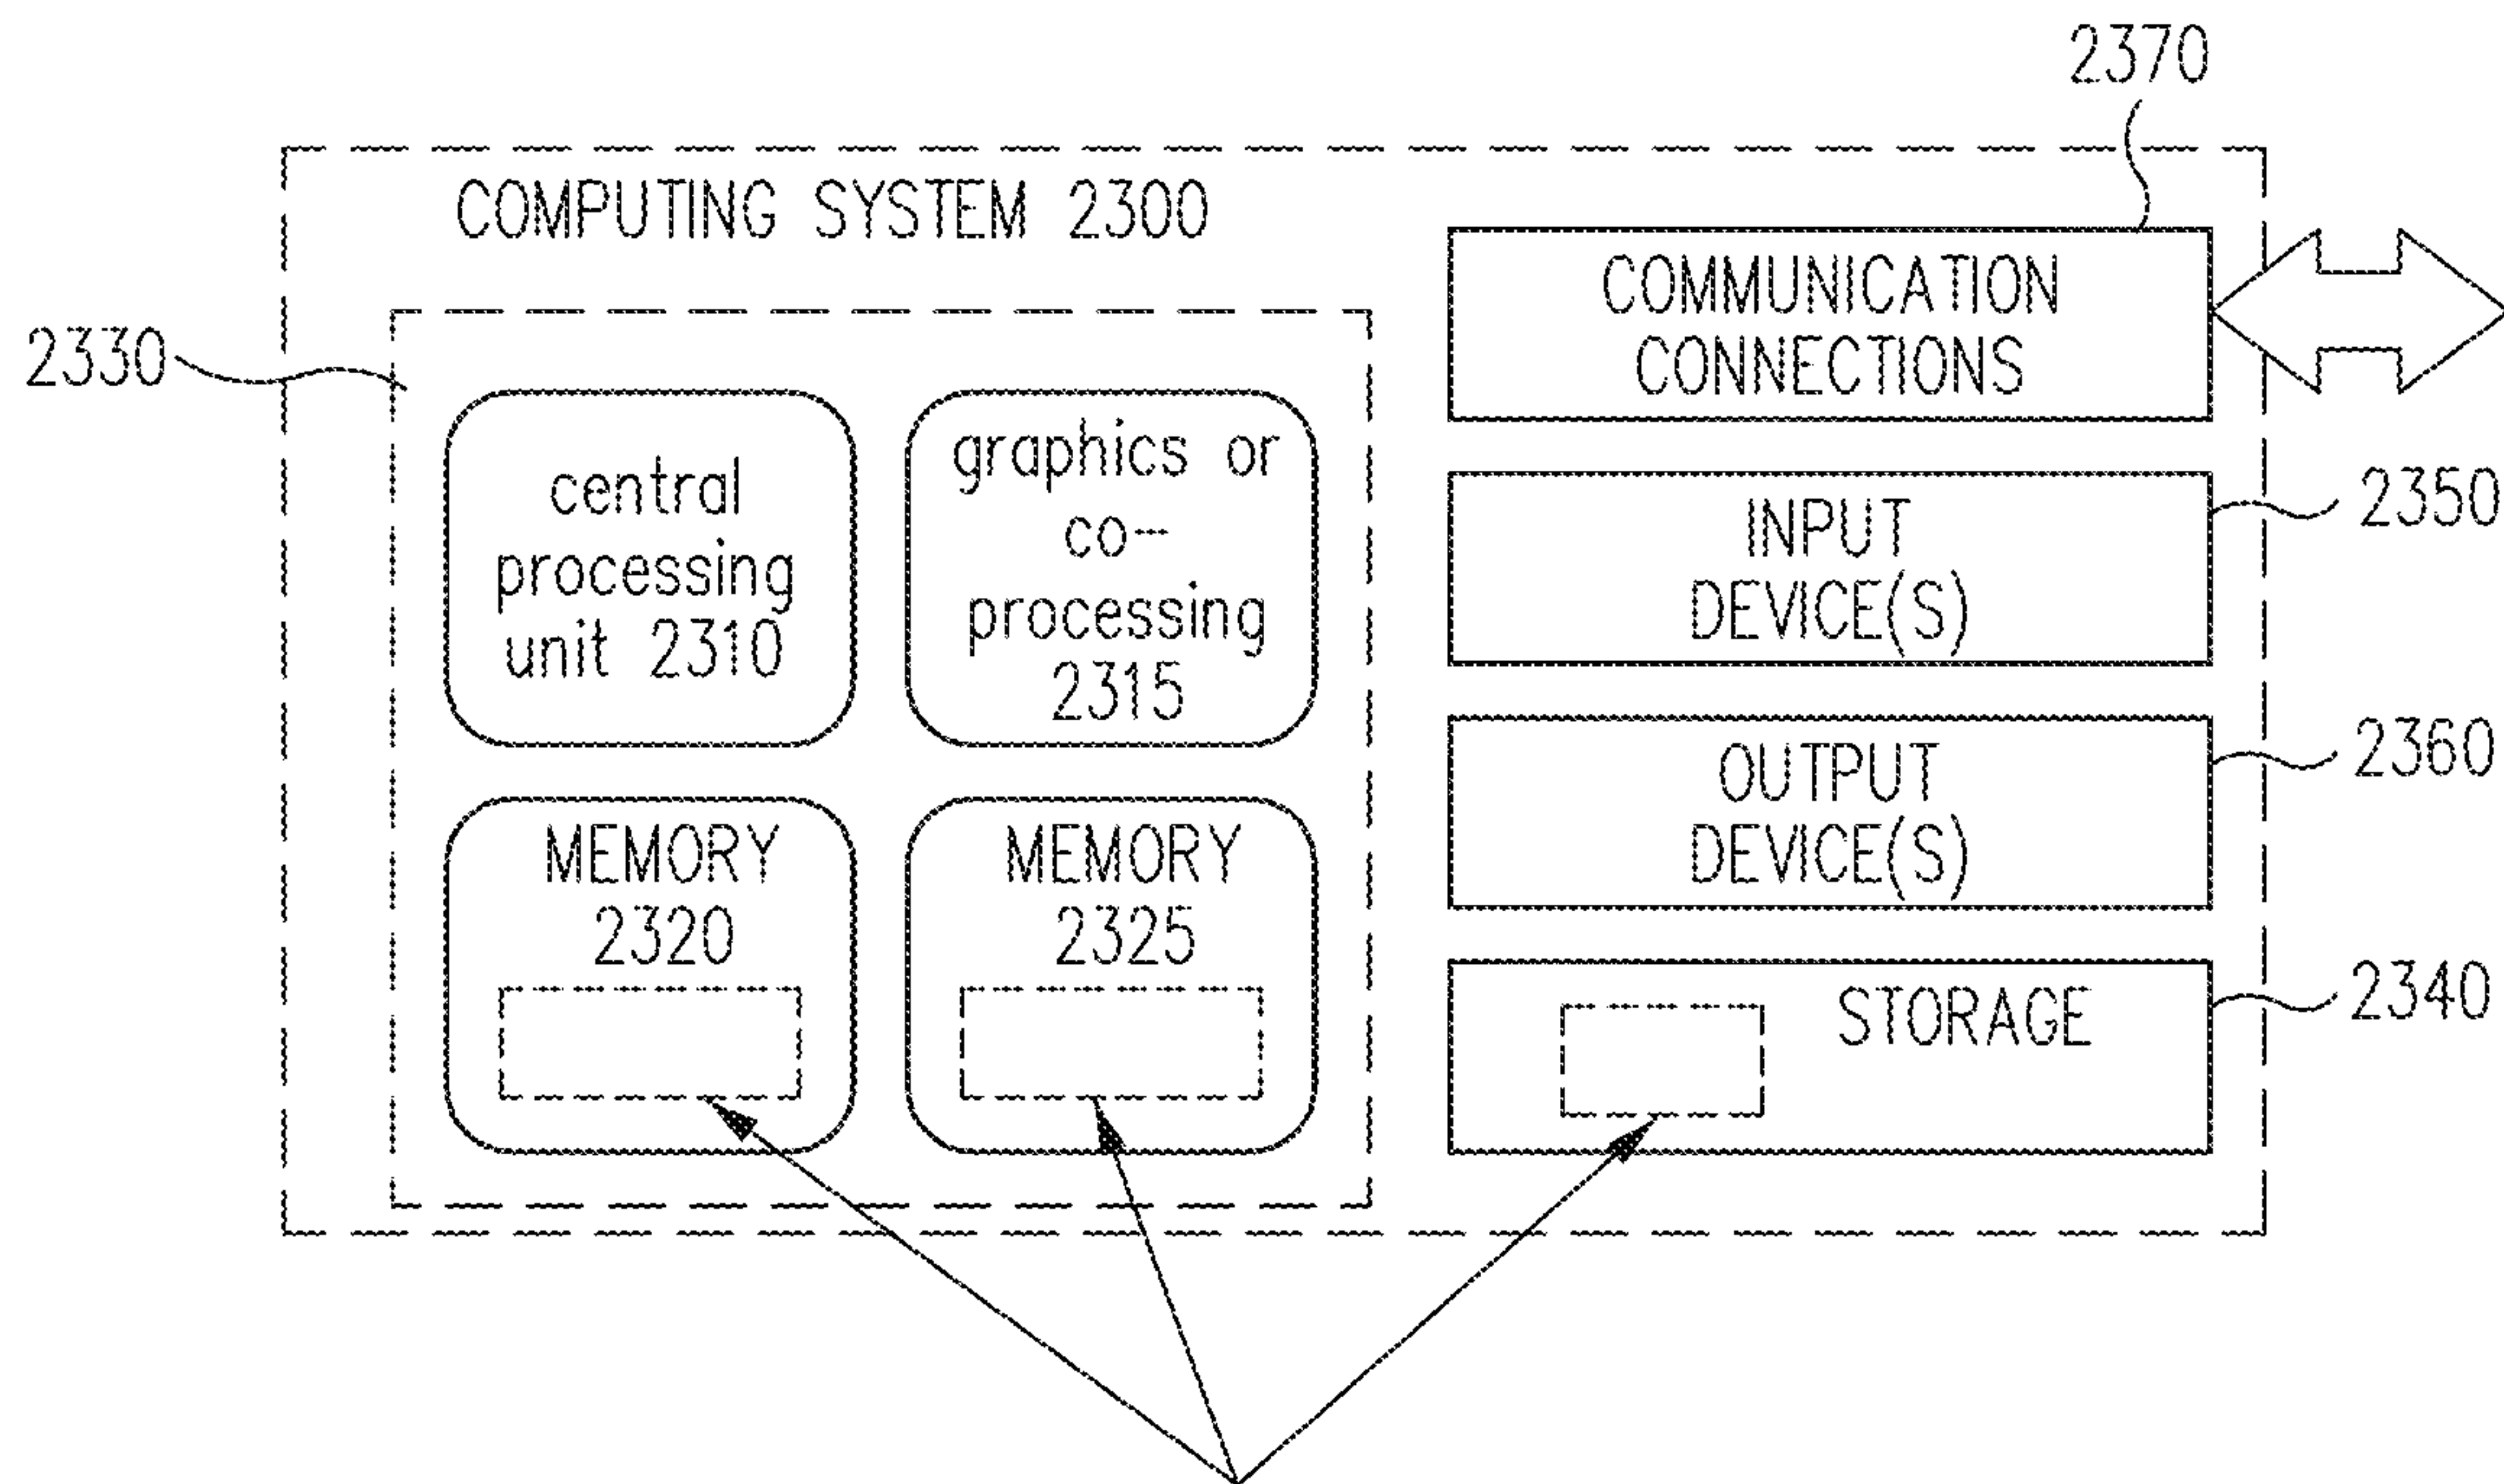 2370
COMPUTING SYSTEM 2300
COMMUNICATION
CONNECTIONS
2330
central
processing
unit 2310
graphics or
co-
processing
2315
INPUT
DEVICE(S)
2350
OUTPUT
DEVICE(S)
2360
MEMORY
2320
MEMORY
2325
STORAGE
2340